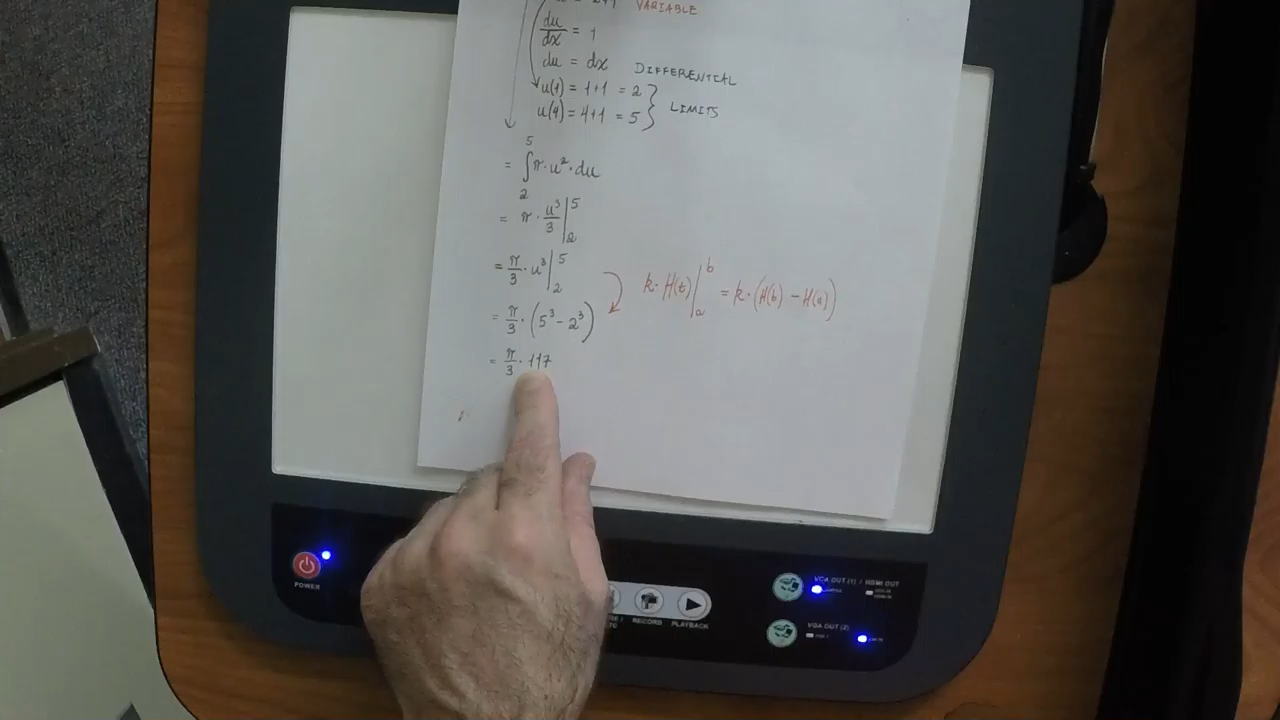 VARIABLE
du/dx = 1
du = dx DIFFERENTIAL
u(1) = 1+1 = 2
u(4) = 4+1 = 5 } LIMITS
= ∫₂⁵ π · u² · du
= π · u³/3 |₂⁵
= π/3 · u³ |₂⁵
k · H(t) |ₐᵇ = k · (H(b) − H(a))
= π/3 · (5³ − 2³)
= π/3 · 117
POWER
RECORD
PLAYBACK
VGA OUT (1) / HDMI OUT
VGA OUT (2)